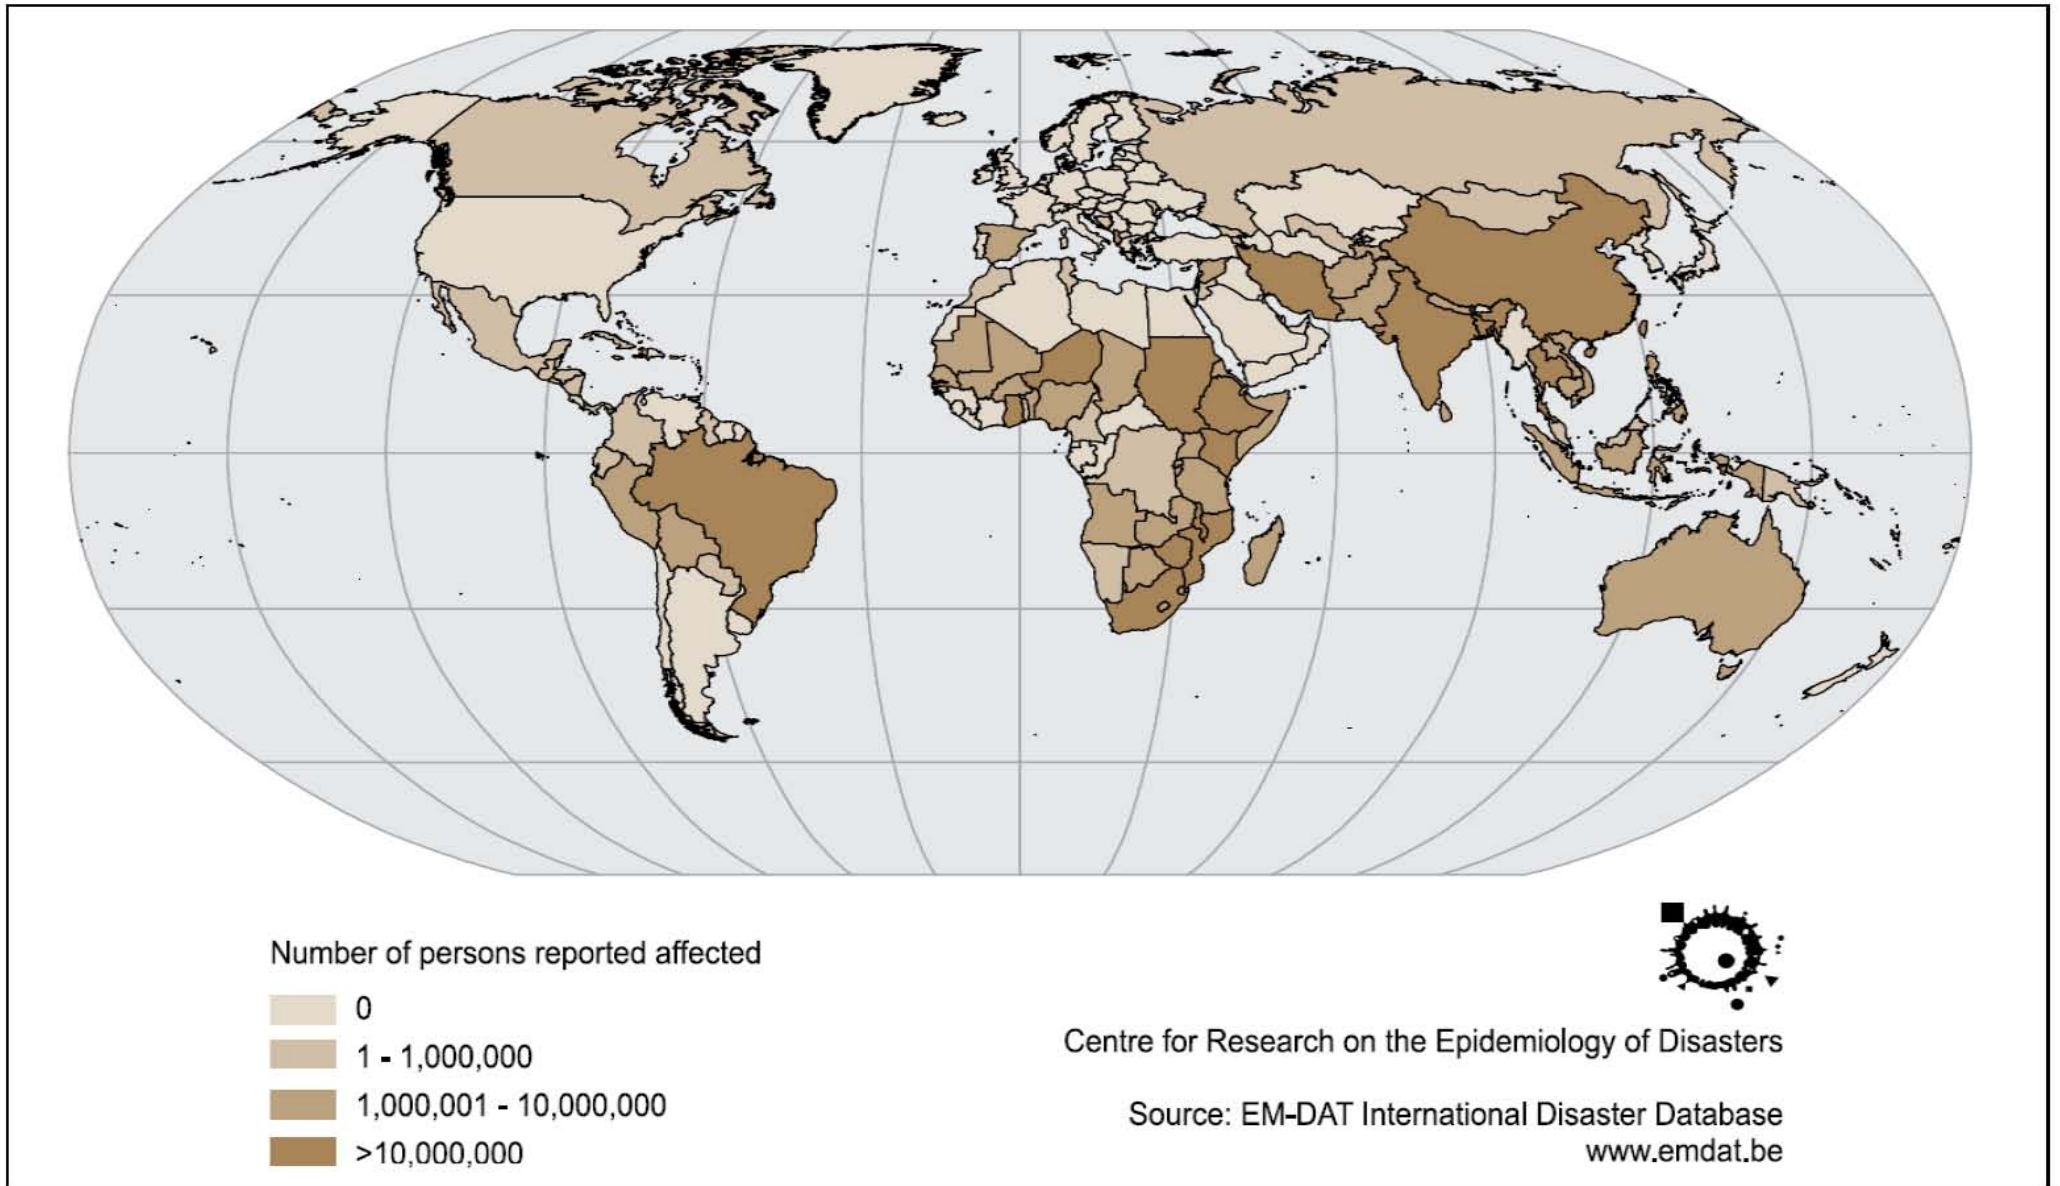 Number of persons reported affected
0
1 - 1,000,000
1,000,001 - 10,000,000
>10,000,000
Centre for Research on the Epidemiology of Disasters
Source: EM-DAT International Disaster Database
www.emdat.be